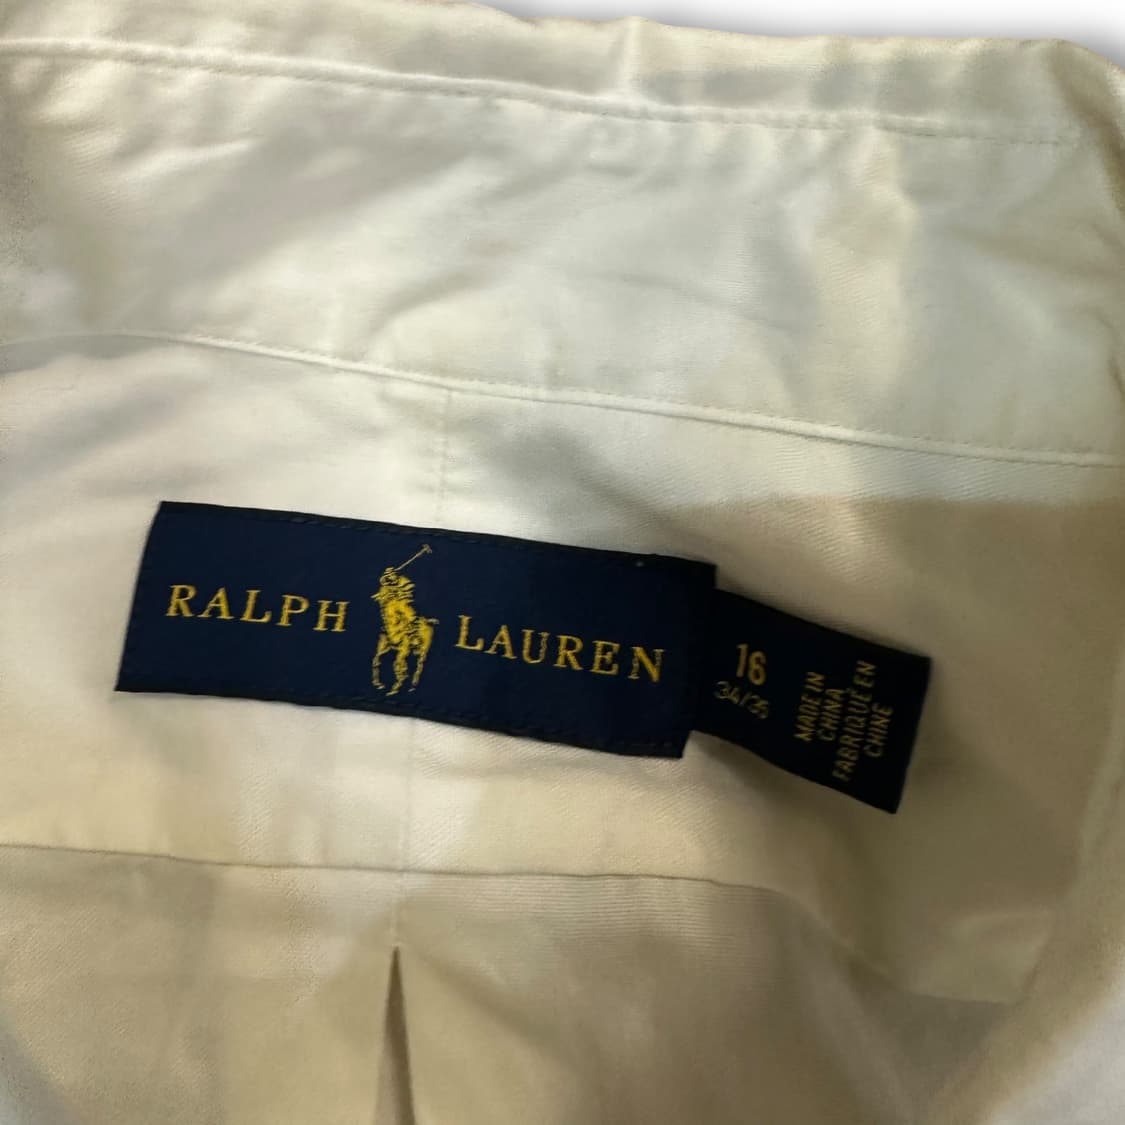 RALPH LAUREN
16
34/35
MADE IN
CHINA
FABRIQUÉ EN
CHINE